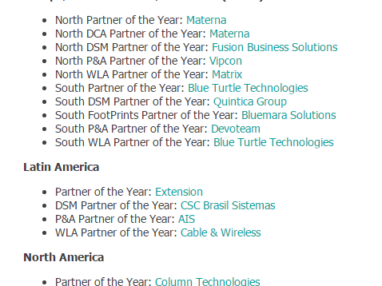 North Partner of the Year: Materna
North DCA Partner of the Year: Materna
North DSM Partner of the Year: Fusion Business Solutions
North P&A Partner of the Year: Vipcon
North WLA Partner of the Year: Matrix
South Partner of the Year: Blue Turtle Technologies
South DSM Partner of the Year: Quintica Group
South FootPrints Partner of the Year: Bluemara Solutions
South P&A Partner of the Year: Devoteam
South WLA Partner of the Year: Blue Turtle Technologies
Latin America
Partner of the Year: Extension
DSM Partner of the Year: CSC Brasil Sistemas
P&A Partner of the Year: AIS
WLA Partner of the Year: Cable & Wireless
North America
Partner of the Year: Column Technologies